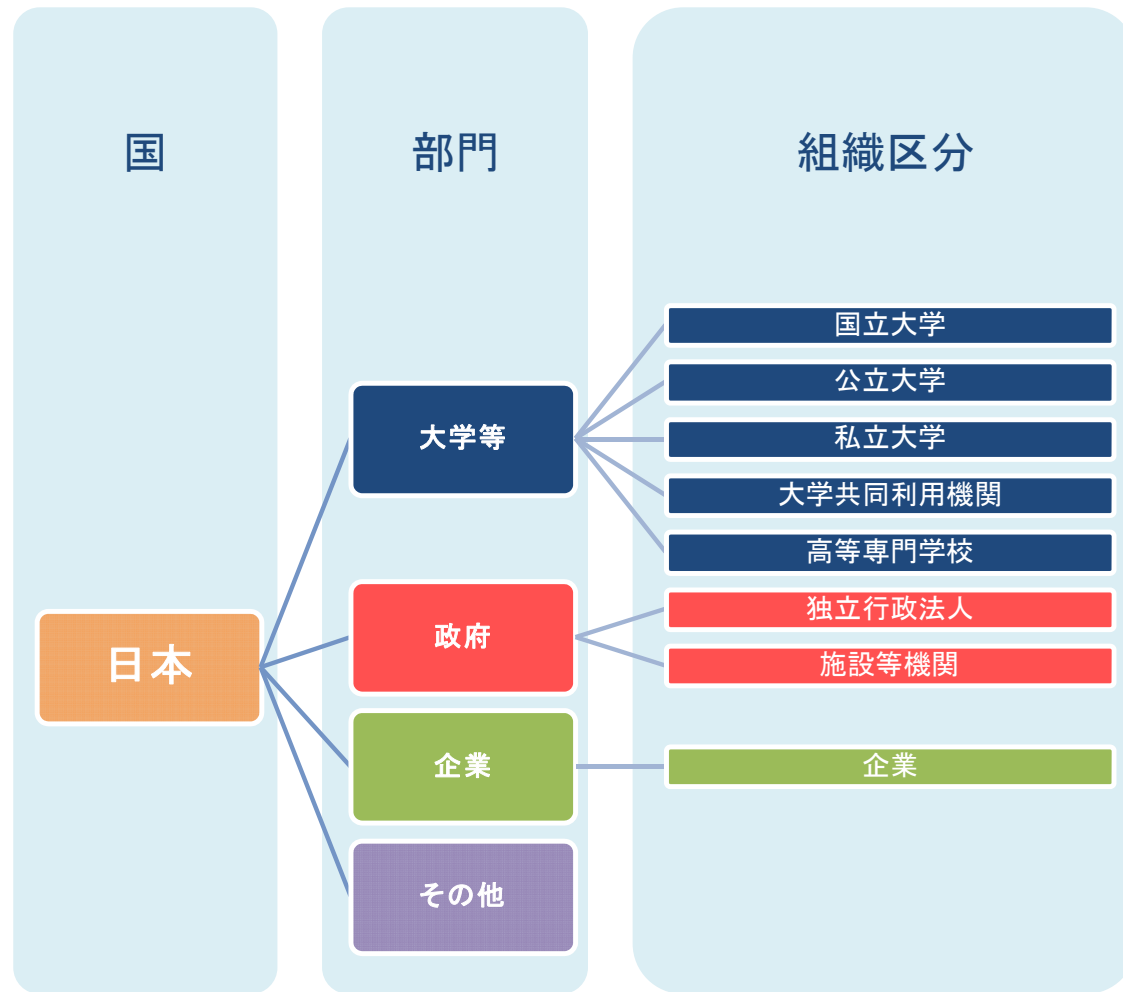 国
部門
組織区分
日本
大学等
政府
企業
その他
国立大学
公立大学
私立大学
大学共同利用機関
高等専門学校
独立行政法人
施設等機関
企業